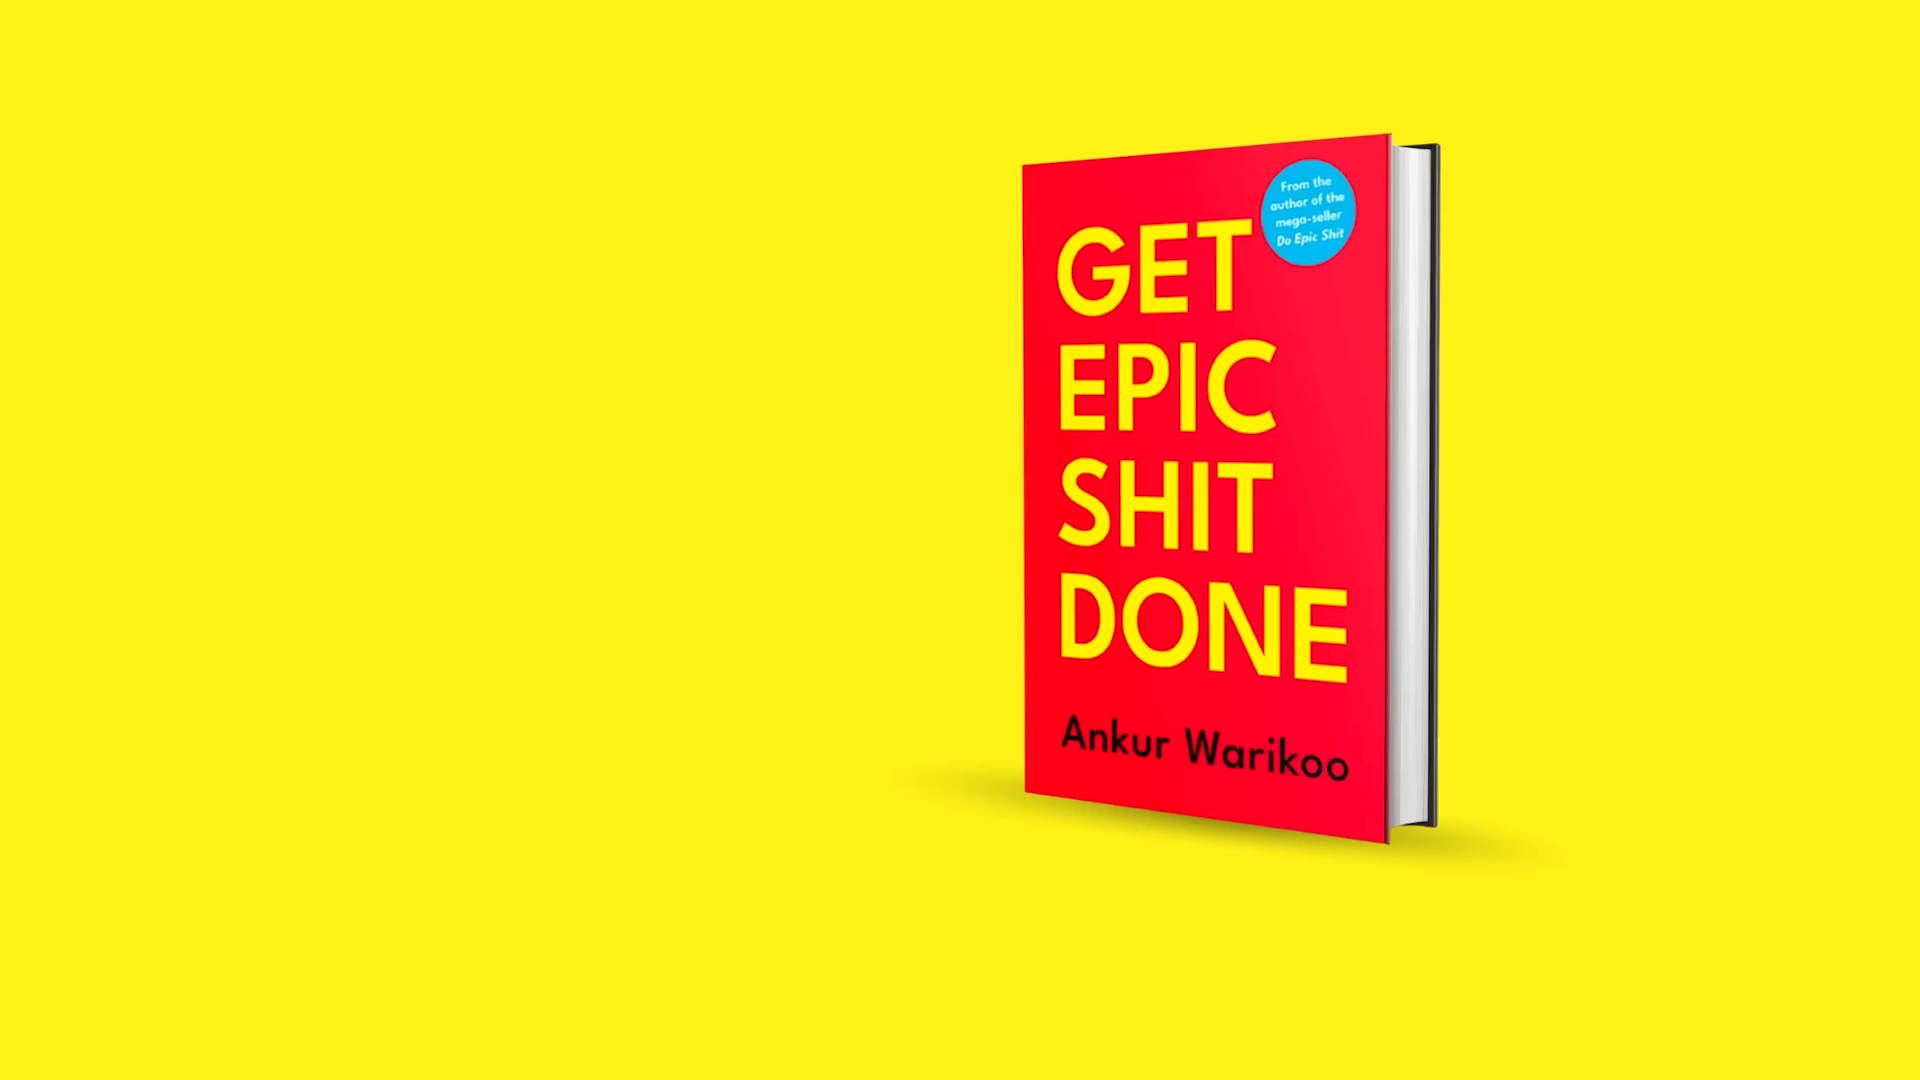 From the
author of the
mega-seller
Do Epic Shit
GET
EPIC
SHIT
DONE
Ankur Warikoo